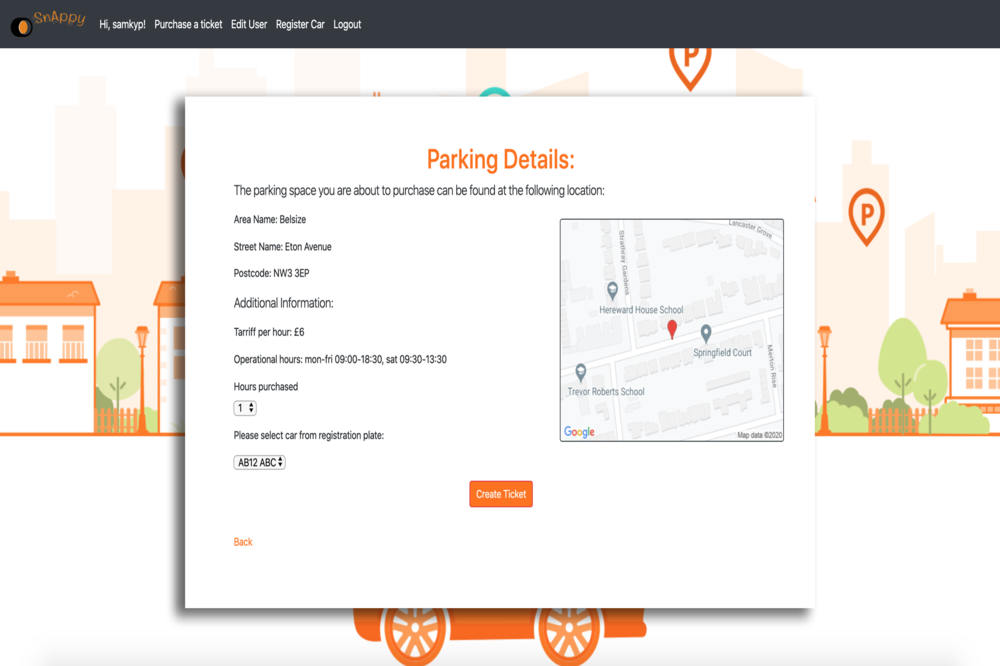 SnAppy
Hi, samkyp! Purchase a ticket Edit User Register Car Logout
P
P
Parking Details:
The parking space you are about to purchase can be found at the following location:
Area Name: Belsize
Street Name: Eton Avenue
Postcode: NW3 3EP
Additional Information:
Tarriff per hour: £6
Operational hours: mon-fri 09:00-18:30, sat 09:30-13:30
Hours purchased
1
Please select car from registration plate:
AB12 ABC
Lancaster Grove
Strathray Gardens
Hereward House School
Springfield Court
Merton Rise
Trevor Roberts School
Google
Map data ©2020
Create Ticket
Back